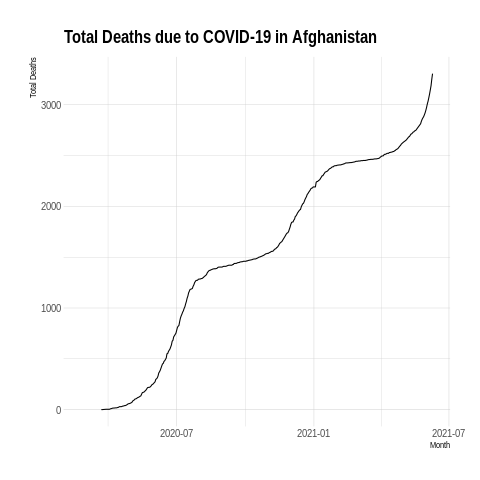 Total Deaths due to COVID-19 in Afghanistan
Total Deaths
3000
2000
1000
0
2020-07
2021-01
2021-07
Month